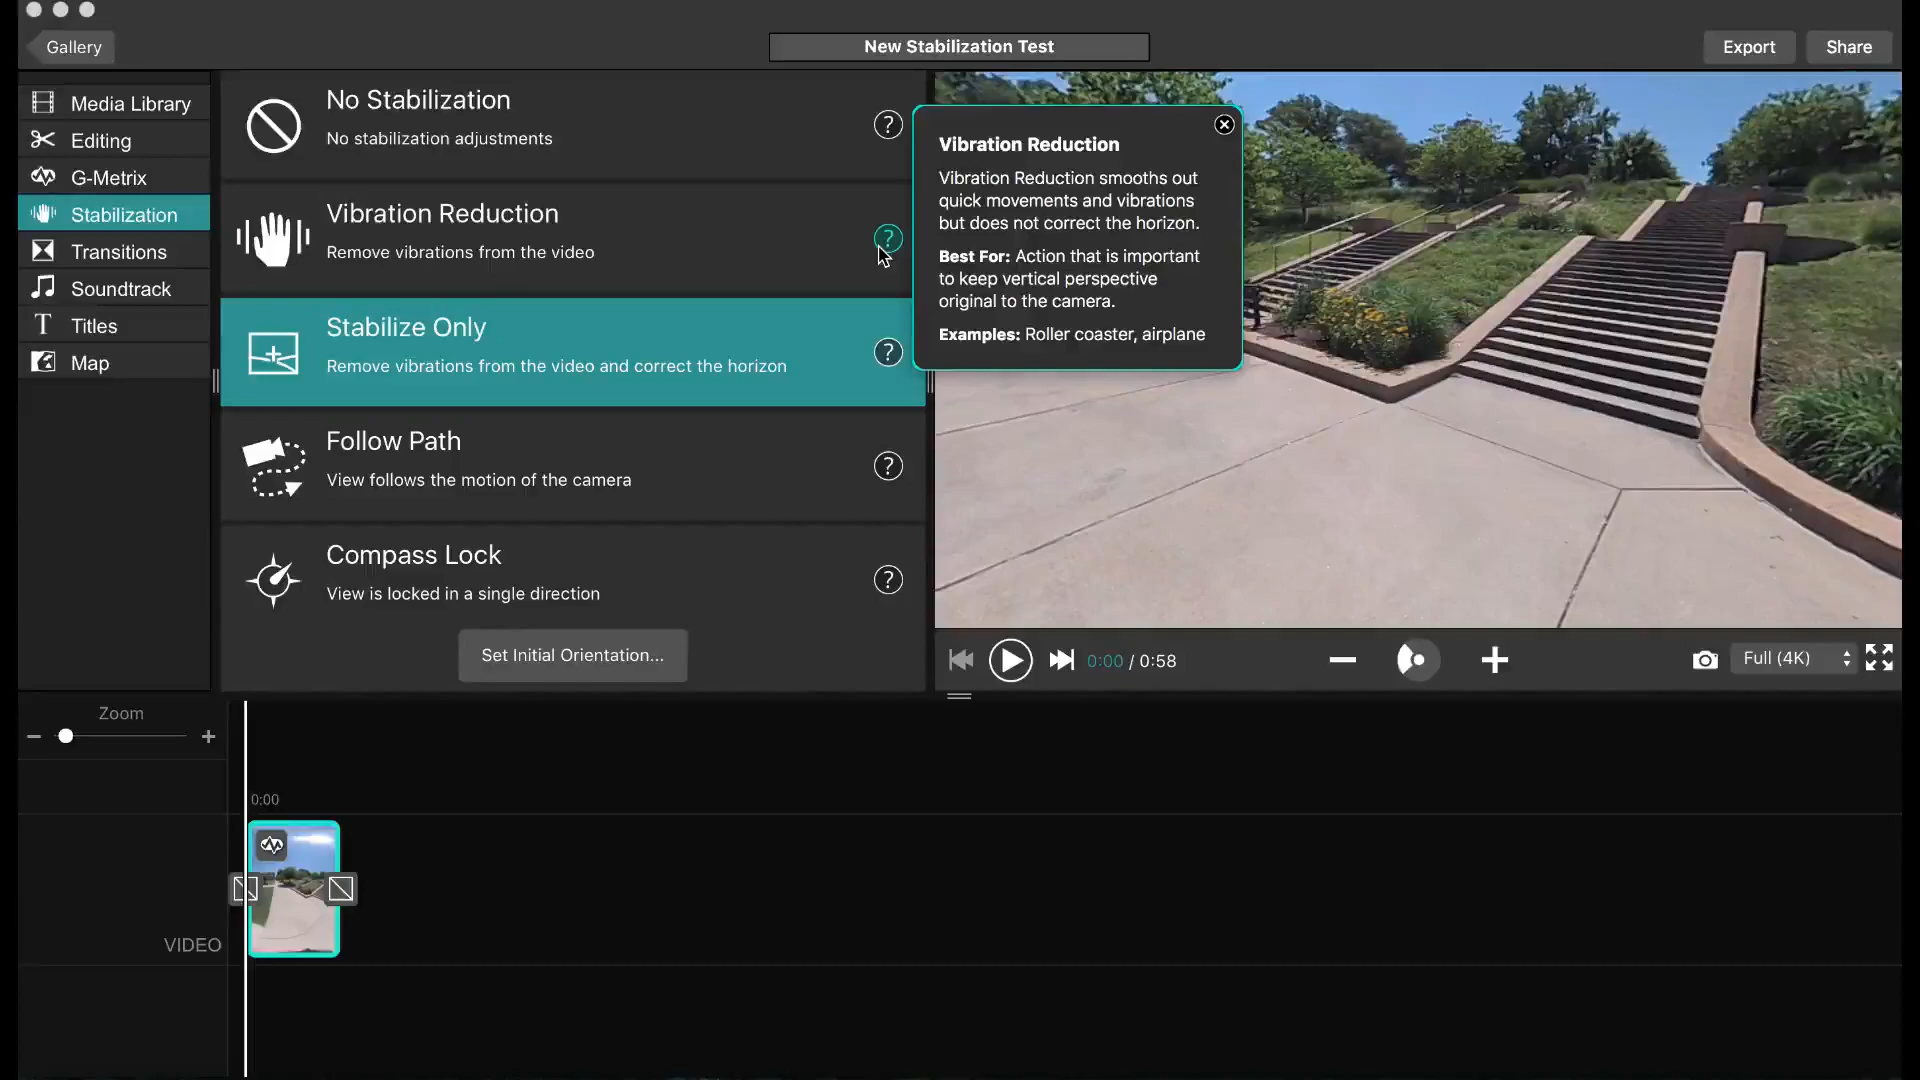 Gallery
New Stabilization Test
Export
Share
Media Library
Editing
G-Metrix
Stabilization
Transitions
Soundtrack
Titles
Map
No Stabilization
No stabilization adjustments
?
Vibration Reduction
Remove vibrations from the video
?
Stabilize Only
Remove vibrations from the video and correct the horizon
?
Follow Path
View follows the motion of the camera
?
Compass Lock
View is locked in a single direction
?
Set Initial Orientation...
Vibration Reduction
Vibration Reduction smooths out
quick movements and vibrations
but does not correct the horizon.
Best For: Action that is important
to keep vertical perspective
original to the camera.
Examples: Roller coaster, airplane
0:00 / 0:58
Full (4K)
Zoom
0:00
VIDEO